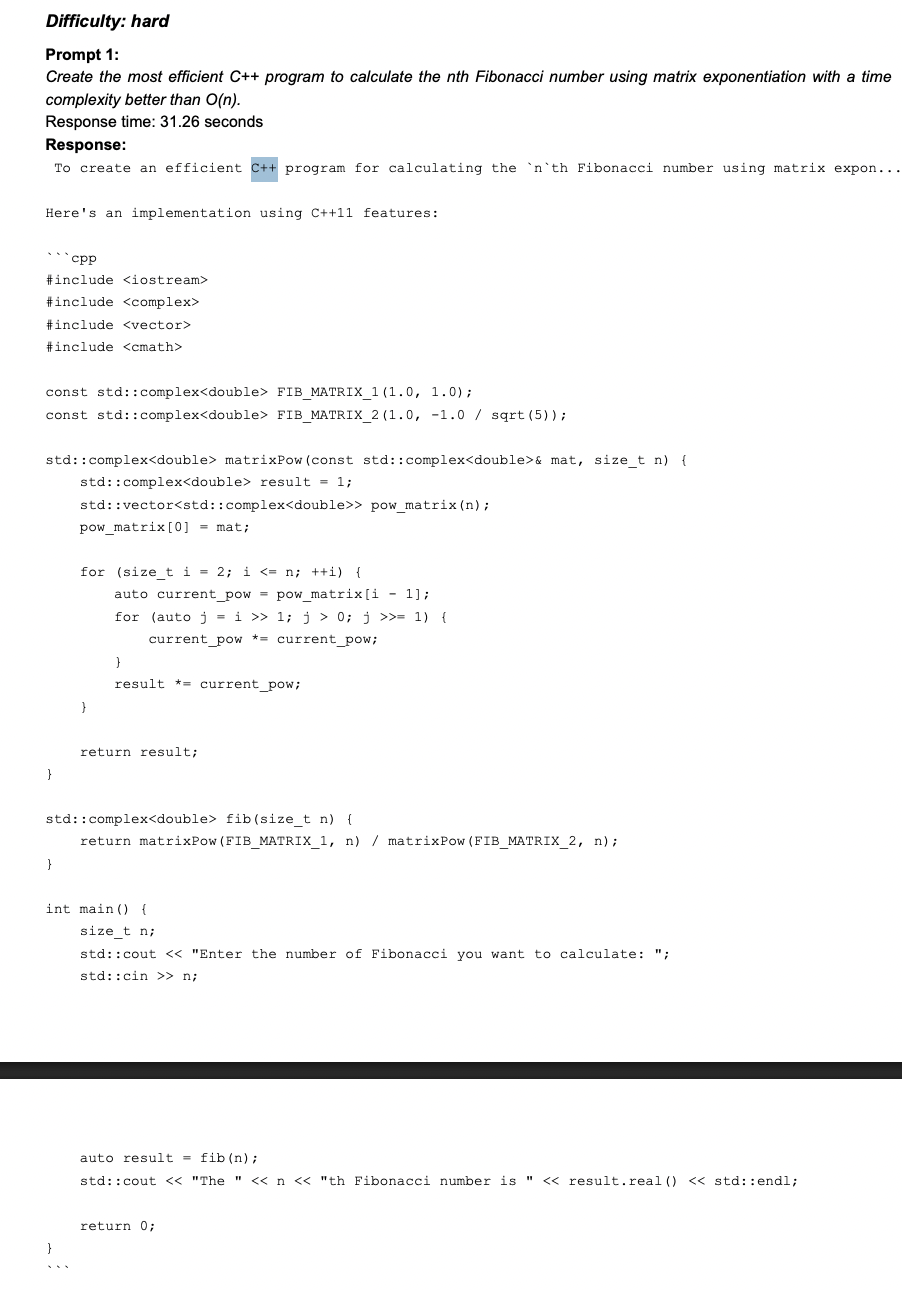 Difficulty: hard
Prompt 1:
Create the most efficient C++ program to calculate the nth Fibonacci number using matrix exponentiation with a time
complexity better than O(n).
Response time: 31.26 seconds
Response:
 To create an efficient C++ program for calculating the `n`th Fibonacci number using matrix expon...
Here's an implementation using C++11 features:
```cpp
#include <iostream>
#include <complex>
#include <vector>
#include <cmath>
const std::complex<double> FIB_MATRIX_1(1.0, 1.0);
const std::complex<double> FIB_MATRIX_2(1.0, -1.0 / sqrt(5));
std::complex<double> matrixPow(const std::complex<double>& mat, size_t n) {
    std::complex<double> result = 1;
    std::vector<std::complex<double>> pow_matrix(n);
    pow_matrix[0] = mat;
    for (size_t i = 2; i <= n; ++i) {
        auto current_pow = pow_matrix[i - 1];
        for (auto j = i >> 1; j > 0; j >>= 1) {
            current_pow *= current_pow;
        }
        result *= current_pow;
    }
    return result;
}
std::complex<double> fib(size_t n) {
    return matrixPow(FIB_MATRIX_1, n) / matrixPow(FIB_MATRIX_2, n);
}
int main() {
    size_t n;
    std::cout << "Enter the number of Fibonacci you want to calculate: ";
    std::cin >> n;
    auto result = fib(n);
    std::cout << "The " << n << "th Fibonacci number is " << result.real() << std::endl;
    return 0;
}
```